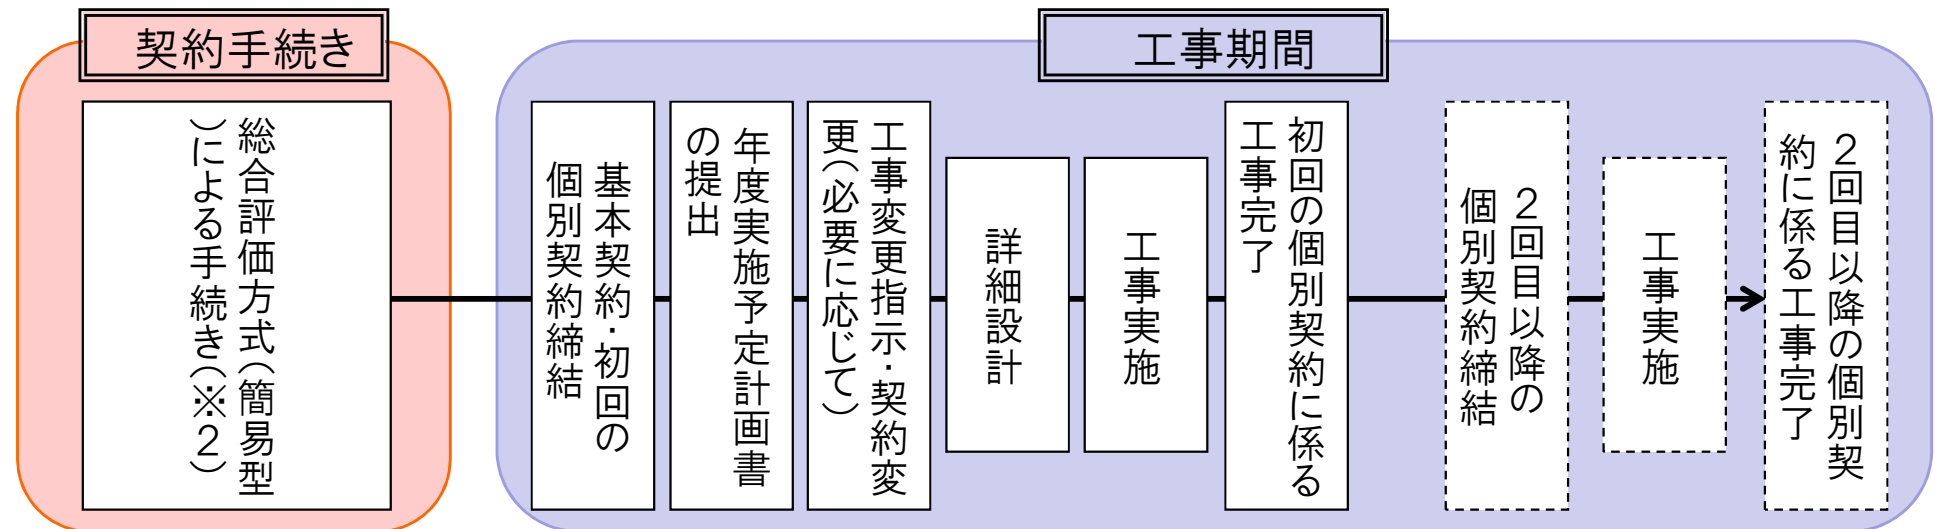 契約手続き
総合評価方式（簡易型
）による手続き（※２）
工事期間
基本契約・初回の
個別契約締結
年度実施予定計画書
の提出
工事変更指示・契約変
更（必要に応じて）
詳細設計
工事実施
初回の個別契約に係る
工事完了
２回目以降の
個別契約締結
工事実施
２回目以降の個別契
約に係る工事完了